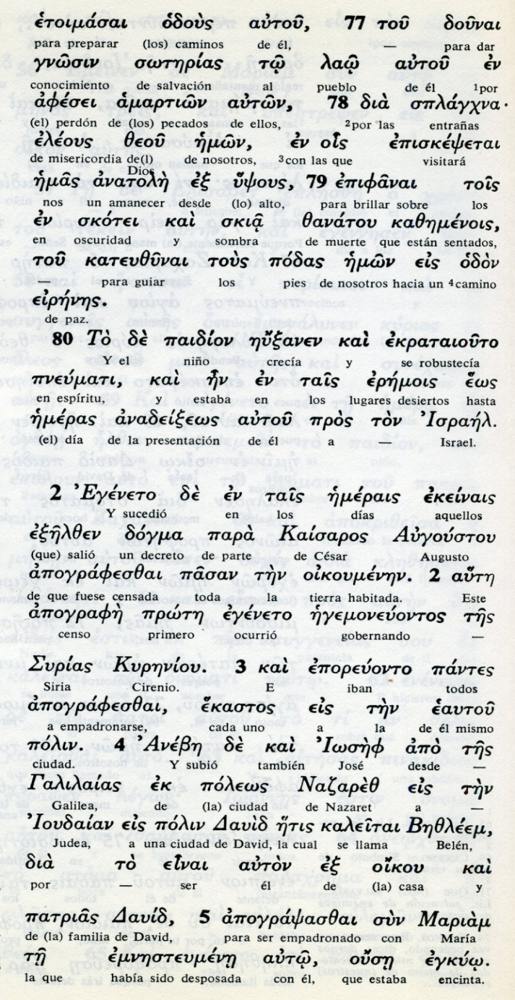 ἑτοιμάσαι ὁδοὺς αὐτοῦ, 77 τοῦ δοῦναι
para preparar (los) caminos de él, — para dar
γνῶσιν σωτηρίας τῷ λαῷ αὐτοῦ ἐν
conocimiento de salvación al pueblo de él 1por
ἀφέσει ἁμαρτιῶν αὐτῶν, 78 διὰ σπλάγχνα
(el) perdón de (los) pecados de ellos, 2por las entrañas
ἐλέους θεοῦ ἡμῶν, ἐν οἷς ἐπισκέψεται
de misericordia de(l) Dios de nosotros, 3con las que visitará
ἡμᾶς ἀνατολὴ ἐξ ὕψους, 79 ἐπιφᾶναι τοῖς
nos un amanecer desde (lo) alto, para brillar sobre los
ἐν σκότει καὶ σκιᾷ θανάτου καθημένοις,
en oscuridad y sombra de muerte que están sentados,
τοῦ κατευθῦναι τοὺς πόδας ἡμῶν εἰς ὁδὸν
— para guiar los pies de nosotros hacia un 4camino
εἰρήνης.
de paz.
80 Τὸ δὲ παιδίον ηὔξανεν καὶ ἐκραταιοῦτο
Y el niño crecía y se robustecía
πνεύματι, καὶ ἦν ἐν ταῖς ἐρήμοις ἕως
en espíritu, y estaba en los lugares desiertos hasta
ἡμέρας ἀναδείξεως αὐτοῦ πρὸς τὸν Ἰσραήλ.
(el) día de la presentación de él a — Israel.
2 Ἐγένετο δὲ ἐν ταῖς ἡμέραις ἐκείναις
Y sucedió en los días aquellos
ἐξῆλθεν δόγμα παρὰ Καίσαρος Αὐγούστου
(que) salió un decreto de parte de César Augusto
ἀπογράφεσθαι πᾶσαν τὴν οἰκουμένην. 2 αὕτη
de que fuese censada toda la tierra habitada. Este
ἀπογραφὴ πρώτη ἐγένετο ἡγεμονεύοντος τῆς
censo primero ocurrió gobernando —
Συρίας Κυρηνίου. 3 καὶ ἐπορεύοντο πάντες
Siria Cirenio. E iban todos
ἀπογράφεσθαι, ἕκαστος εἰς τὴν ἑαυτοῦ
a empadronarse, cada uno a la de él mismo
πόλιν. 4 Ἀνέβη δὲ καὶ Ἰωσὴφ ἀπὸ τῆς
ciudad. Y subió también José desde —
Γαλιλαίας ἐκ πόλεως Ναζαρὲθ εἰς τὴν
Galilea, de (la) ciudad de Nazaret a —
Ἰουδαίαν εἰς πόλιν Δαυὶδ ἥτις καλεῖται Βηθλέεμ,
Judea, a una ciudad de David, la cual se llama Belén,
διὰ τὸ εἶναι αὐτὸν ἐξ οἴκου καὶ
por — ser él de (la) casa y
πατριᾶς Δαυίδ, 5 ἀπογράψασθαι σὺν Μαριὰμ
de (la) familia de David, para ser empadronado con María
τῇ ἐμνηστευμένῃ αὐτῷ, οὔσῃ ἐγκύῳ.
la que había sido desposada con él, que estaba encinta.